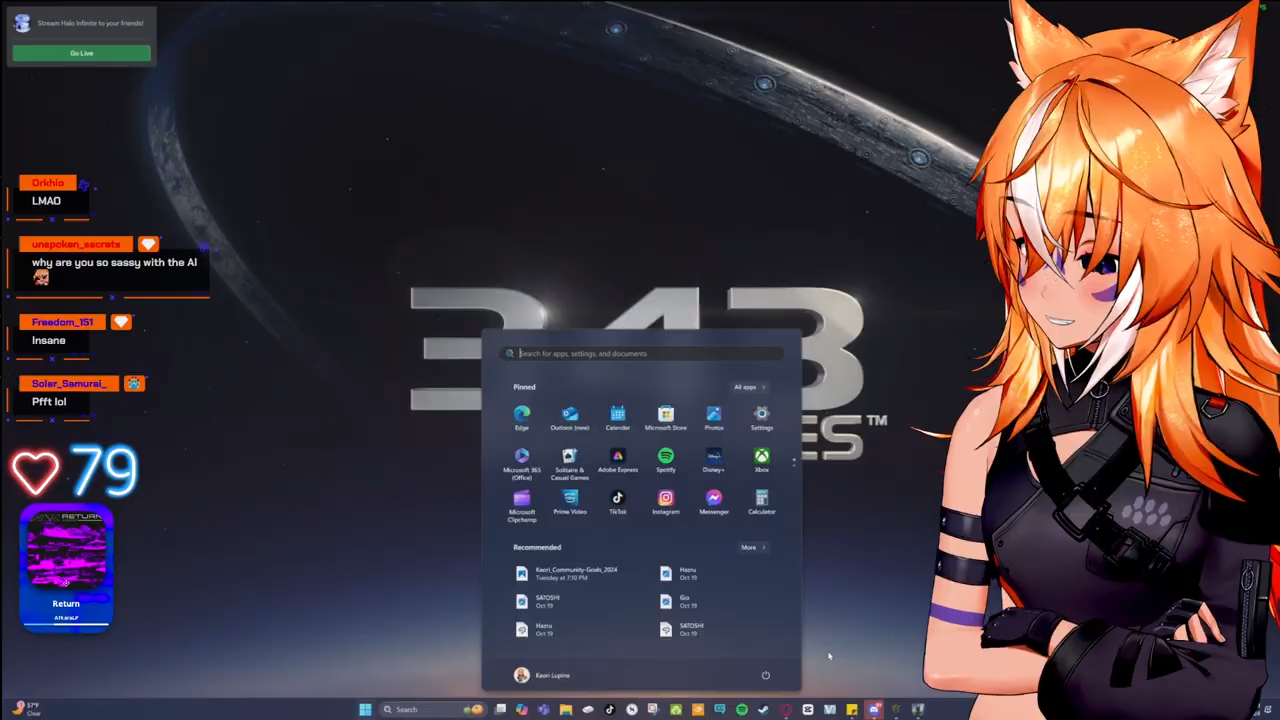 Stream Halo Infinite to your friends!
Go Live
Orkhio
LMAO
unspoken_secrets
why are you so sassy with the AI
Freedom_151
Insane
Solar_Samurai_
Pfft lol
79
RETURN
Return
343
ES™
Search for apps, settings, and documents
Pinned
All apps
Edge
Outlook (new)
Calendar
Microsoft Store
Photos
Settings
Microsoft 365
(Office)
Solitaire &
Casual Games
Adobe Express
Spotify
Disney+
Xbox
Microsoft
Clipchamp
Prime Video
TikTok
Instagram
Messenger
Calculator
Recommended
More
Kaori_Community-Goals_2024
Tuesday at 7:19 PM
Hazru
Oct 19
SATOSHI
Oct 19
Gio
Oct 19
Hazru
Oct 19
SATOSHI
Oct 19
Kaori Lupine
57°F
Clear
Search